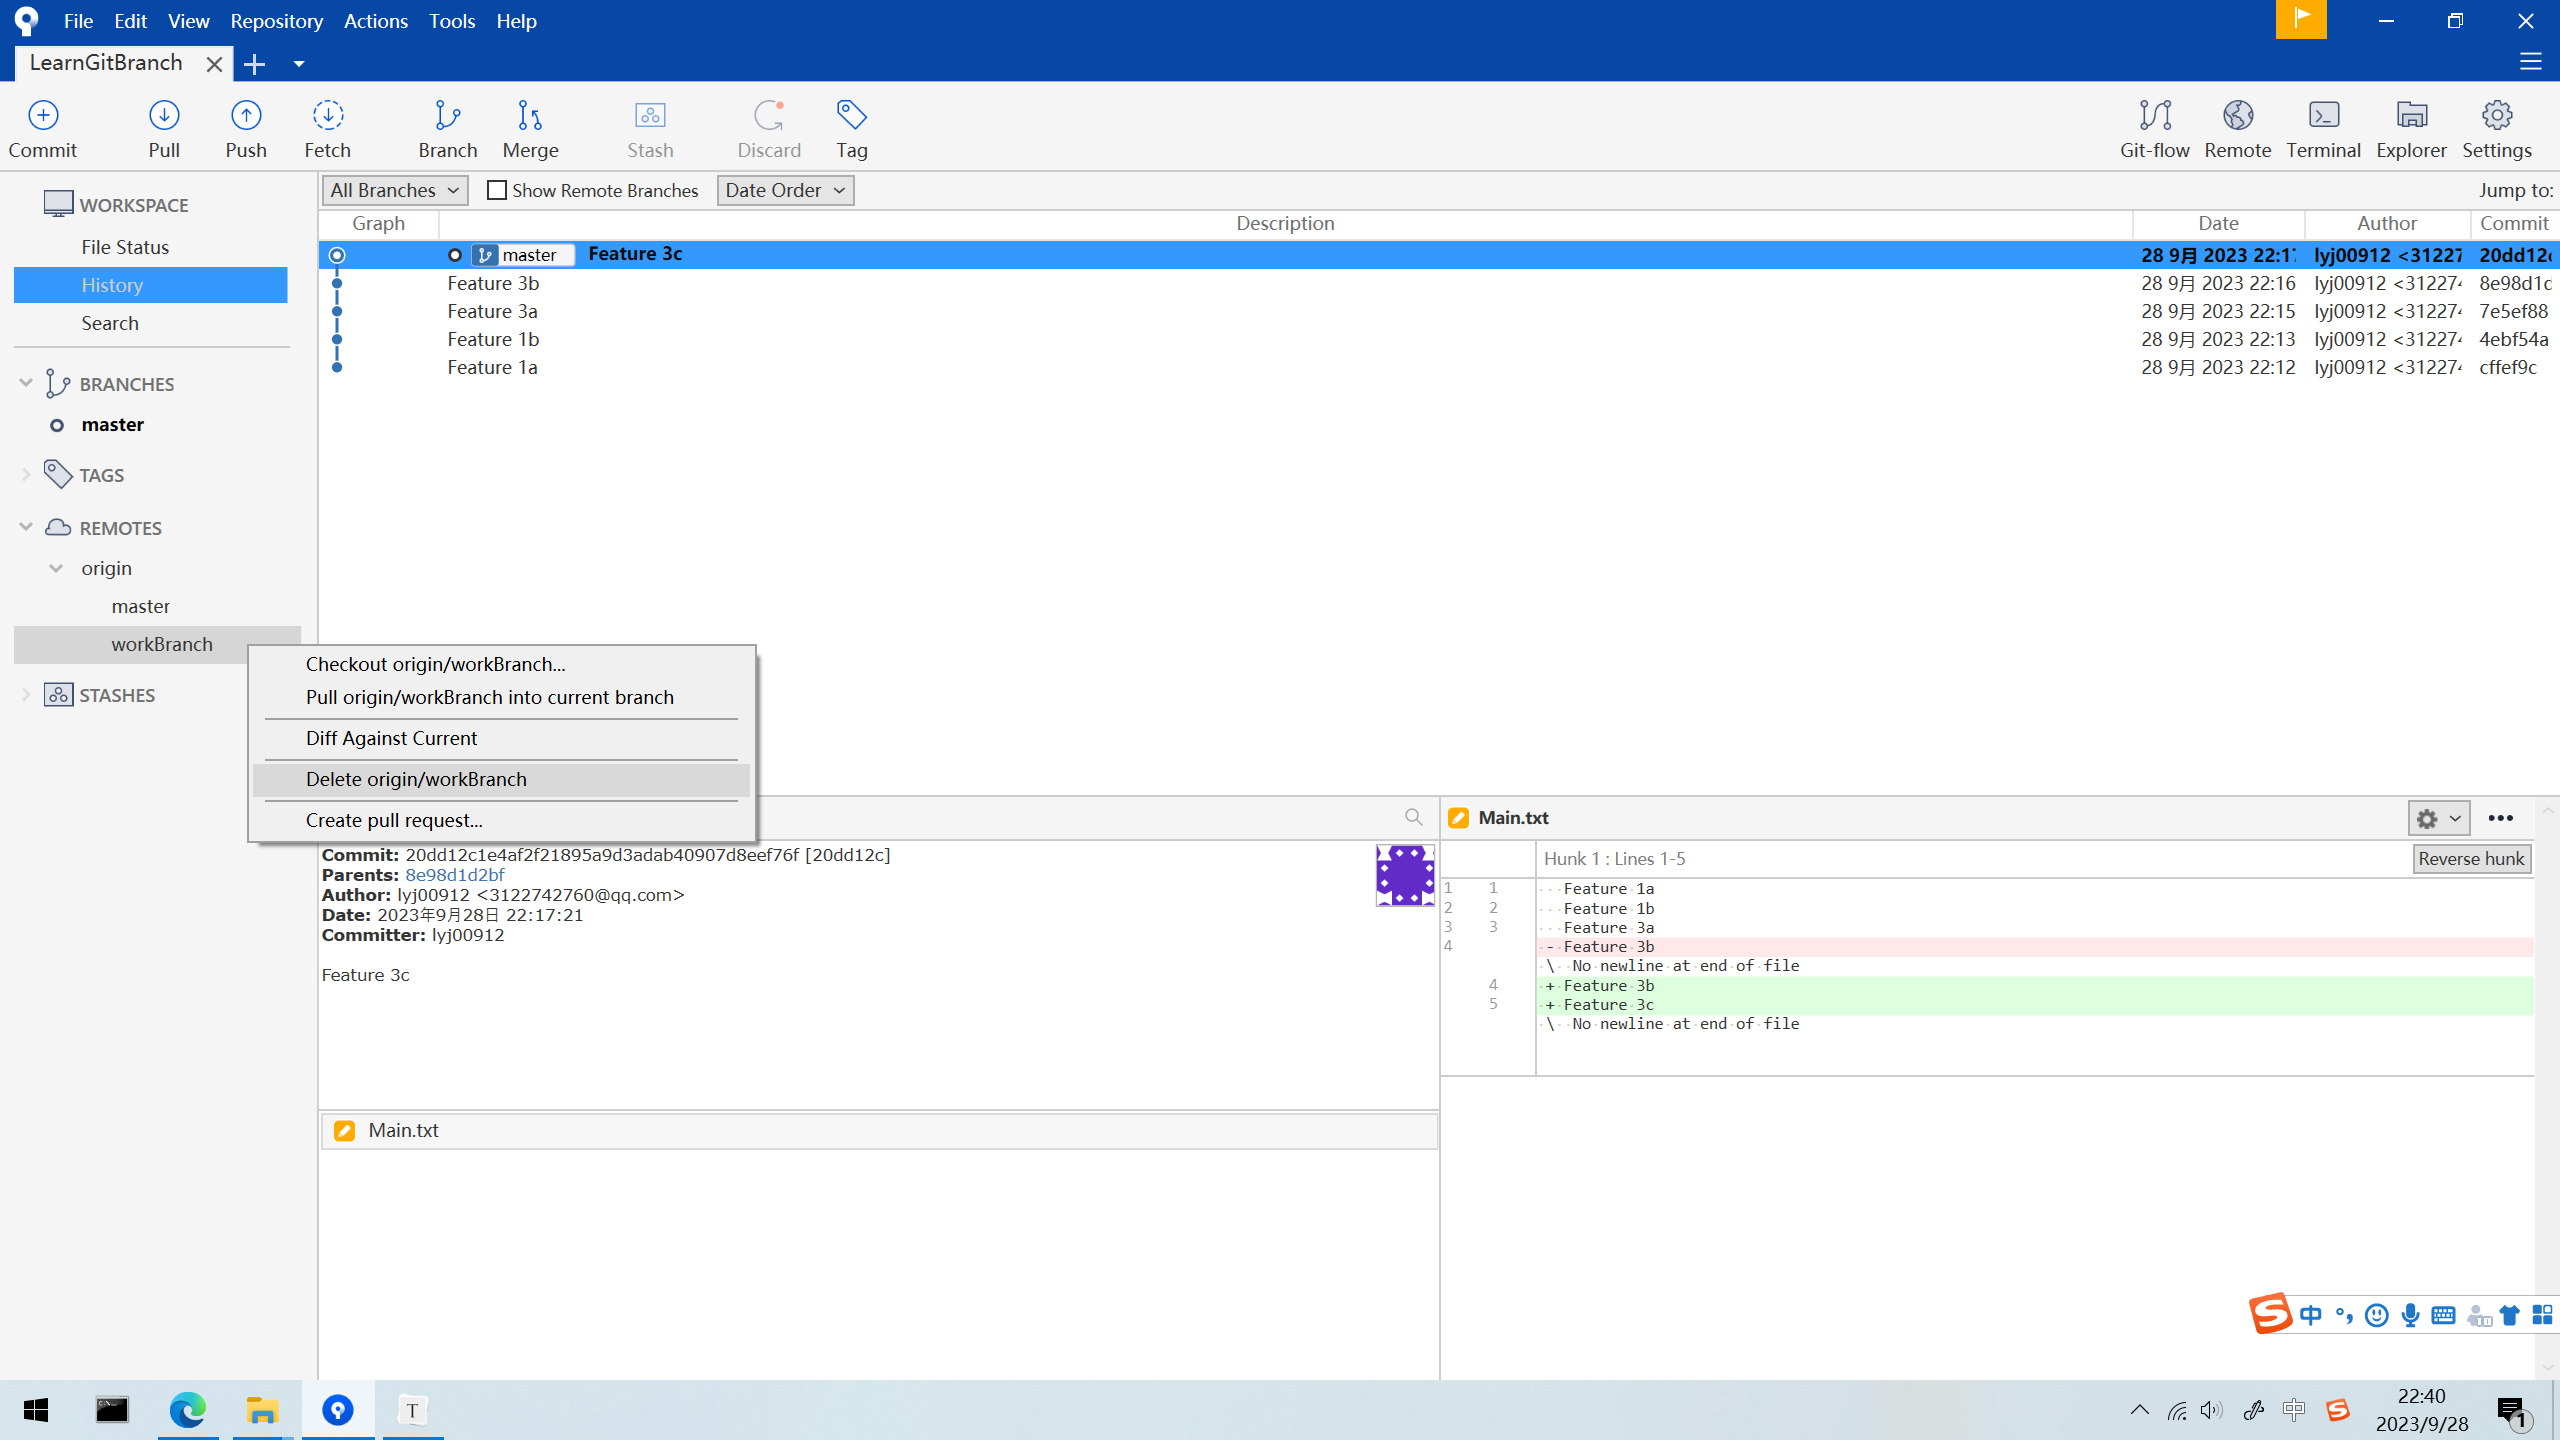 File Edit View Repository Actions Tools Help
LearnGitBranch
Commit Pull Push Fetch Branch Merge Stash Discard Tag Git-flow Remote Terminal Explorer Settings
WORKSPACE
File Status
History
Search
BRANCHES
master
TAGS
REMOTES
origin
master
workBranch
STASHES
All Branches Show Remote Branches Date Order Jump to:
Graph Description Date Author Commit
master Feature 3c 28 9月 2023 22:17 lyj00912 <31227 20dd12c
Feature 3b 28 9月 2023 22:16 lyj00912 <312274 8e98d1d
Feature 3a 28 9月 2023 22:15 lyj00912 <312274 7e5ef88
Feature 1b 28 9月 2023 22:13 lyj00912 <312274 4ebf54a
Feature 1a 28 9月 2023 22:12 lyj00912 <312274 cffef9c
Checkout origin/workBranch...
Pull origin/workBranch into current branch
Diff Against Current
Delete origin/workBranch
Create pull request...
Commit: 20dd12c1e4af2f21895a9d3adab40907d8eef76f [20dd12c]
Parents: 8e98d1d2bf
Author: lyj00912 <3122742760@qq.com>
Date: 2023年9月28日 22:17:21
Committer: lyj00912
Feature 3c
Main.txt
Main.txt
Hunk 1 : Lines 1-5 Reverse hunk
1 1 Feature 1a
2 2 Feature 1b
3 3 Feature 3a
4 - Feature 3b
\ No newline at end of file
4 + Feature 3b
5 + Feature 3c
\ No newline at end of file
中
T
中
22:40
2023/9/28
1